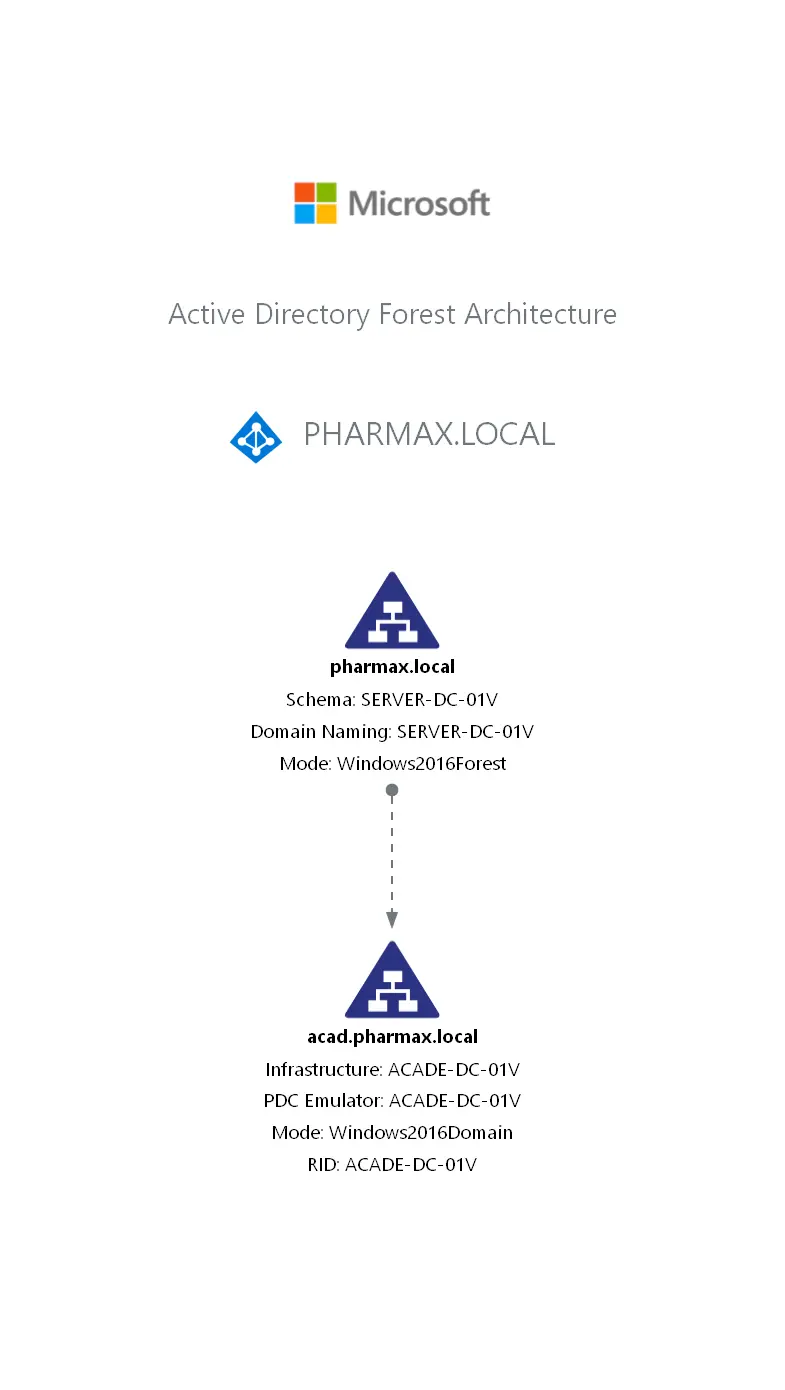 Microsoft
Active Directory Forest Architecture
PHARMAX.LOCAL
pharmax.local
Schema: SERVER-DC-01V
Domain Naming: SERVER-DC-01V
Mode: Windows2016Forest
acad.pharmax.local
Infrastructure: ACADE-DC-01V
PDC Emulator: ACADE-DC-01V
Mode: Windows2016Domain
RID: ACADE-DC-01V